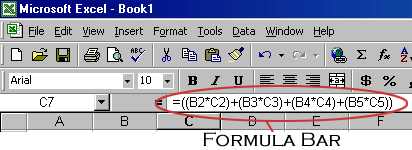 Microsoft Excel - Book1
File Edit View Insert Format Tools Data Window Help
Arial 10 B I U $
C7 = =((B2*C2)+(B3*C3)+(B4*C4)+(B5*C5))
A B C D E F
FORMULA BAR